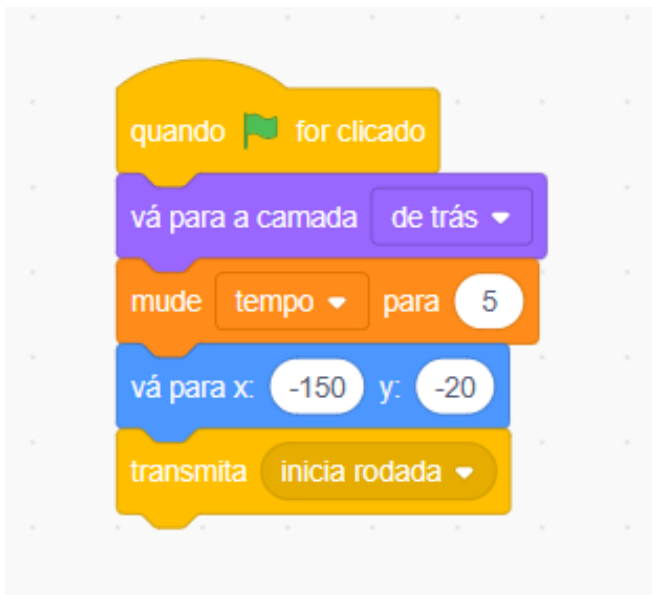 quando for clicado
vá para a camada de trás
mude tempo para 5
vá para x: -150 y: -20
transmita inicia rodada